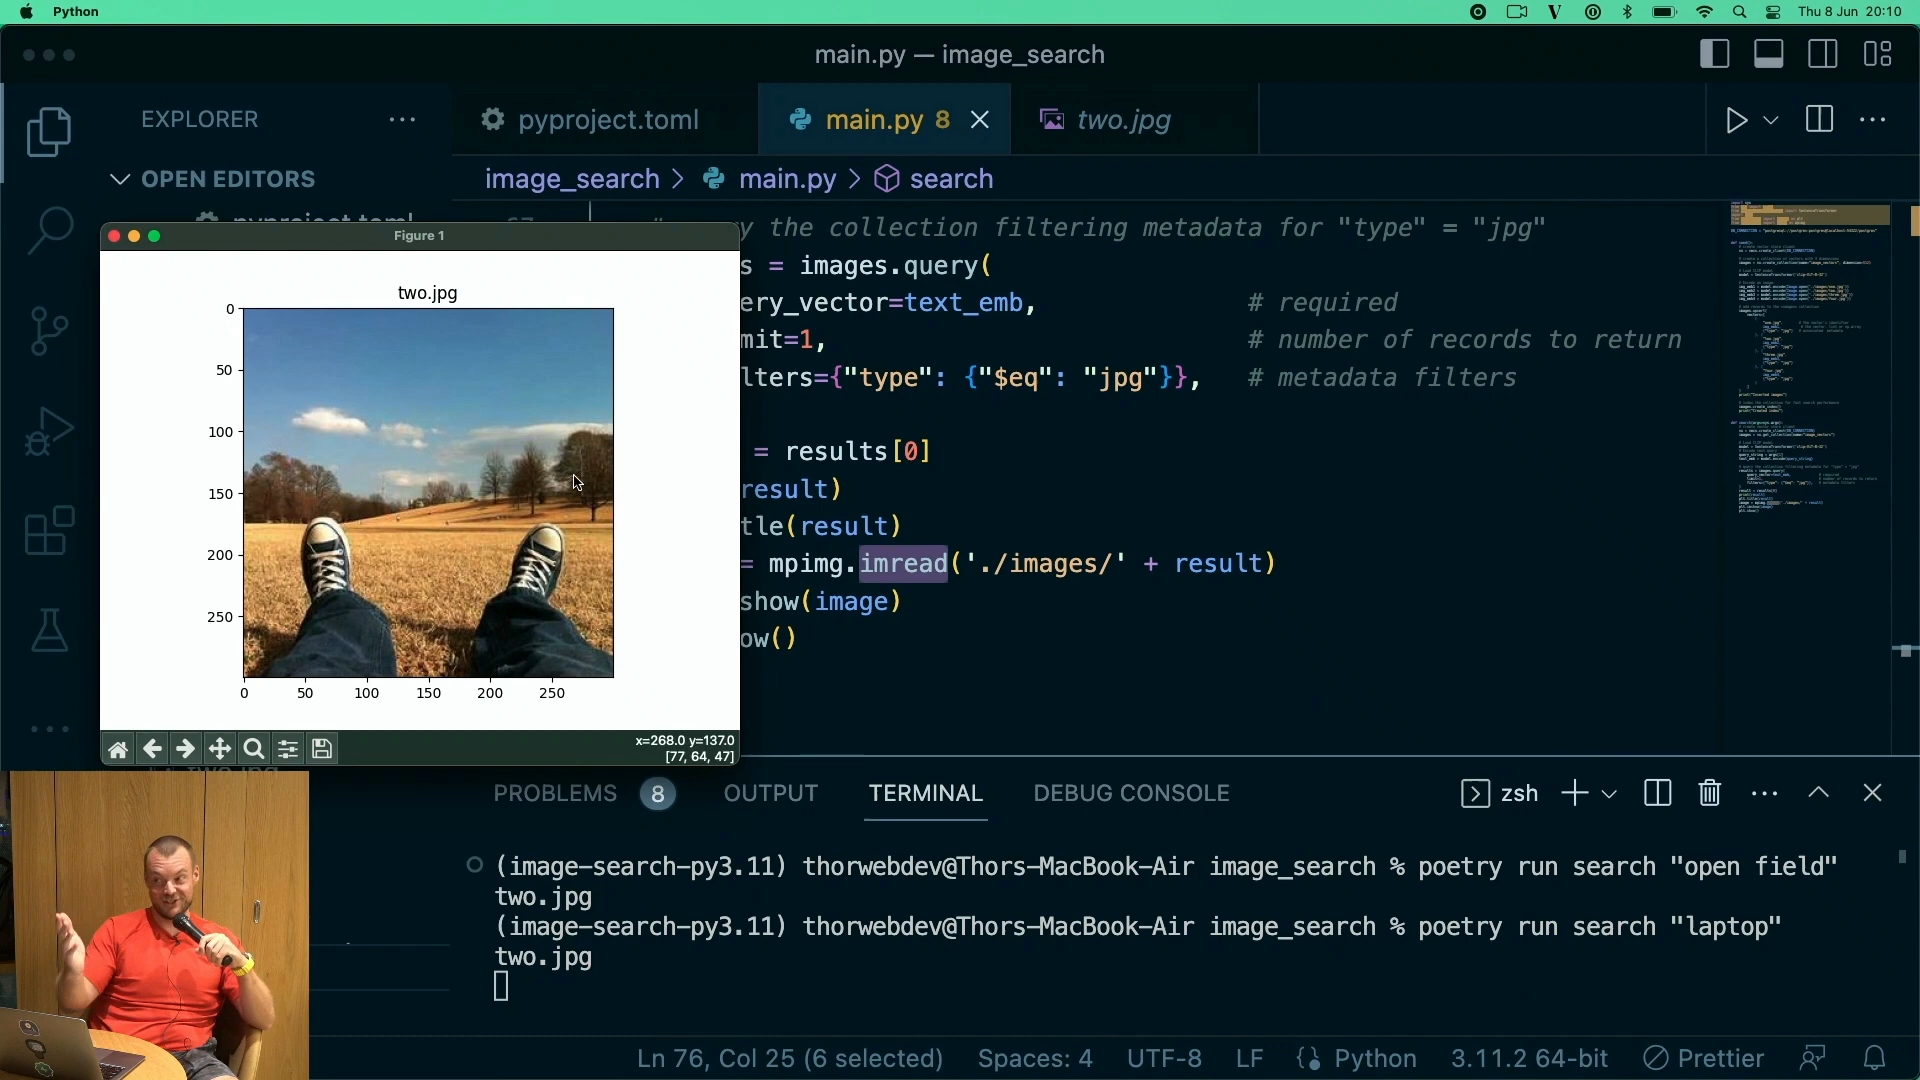 Python
Thu 8 Jun 20:10
main.py — image_search
EXPLORER
pyproject.toml
main.py 8
two.jpg
OPEN EDITORS
image_search > main.py > search
pyproject.toml
67
y the collection filtering metadata for "type" = "jpg"
s = images.query(
ery_vector=text_emb, # required
mit=1, # number of records to return
lters={"type": {"$eq": "jpg"}}, # metadata filters
= results[0]
result)
tle(result)
= mpimg.imread('./images/' + result)
show(image)
ow()
Figure 1
two.jpg
0
50
100
150
200
250
0 50 100 150 200 250
x=268.0 y=137.0
[77, 64, 47]
two.jpg
PROBLEMS 8 OUTPUT TERMINAL DEBUG CONSOLE
zsh
(image-search-py3.11) thorwebdev@Thors-MacBook-Air image_search % poetry run search "open field"
two.jpg
(image-search-py3.11) thorwebdev@Thors-MacBook-Air image_search % poetry run search "laptop"
two.jpg
Ln 76, Col 25 (6 selected) Spaces: 4 UTF-8 LF Python 3.11.2 64-bit Prettier